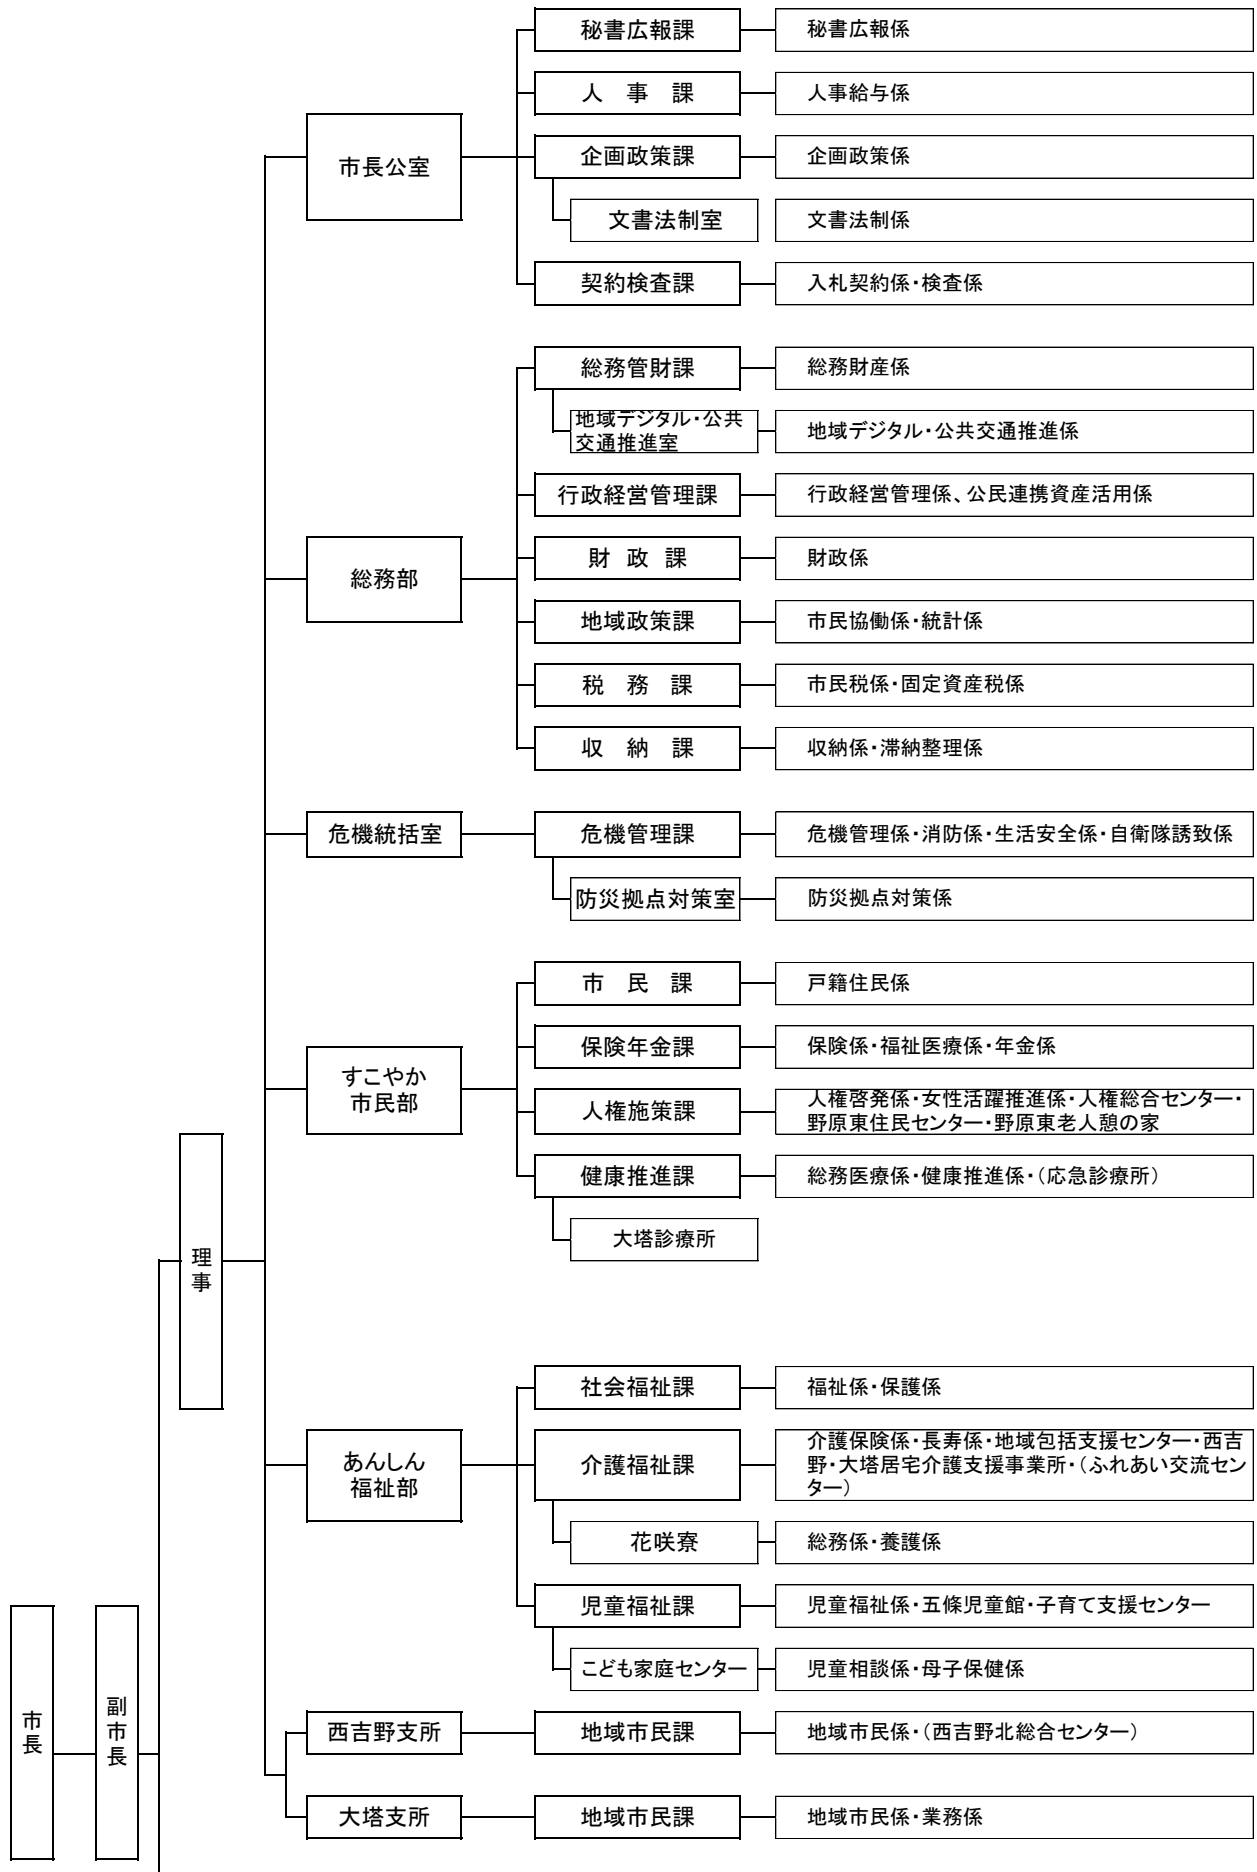 秘書広報課
秘書広報係
人　事　課
人事給与係
市長公室
企画政策課
企画政策係
文書法制室
文書法制係
契約検査課
入札契約係・検査係
総務管財課
総務財産係
地域デジタル・公共
交通推進室
地域デジタル・公共交通推進係
行政経営管理課
行政経営管理係、公民連携資産活用係
総務部
財　政　課
財政係
地域政策課
市民協働係・統計係
税　務　課
市民税係・固定資産税係
収　納　課
収納係・滞納整理係
危機統括室
危機管理課
危機管理係・消防係・生活安全係・自衛隊誘致係
防災拠点対策室
防災拠点対策係
市　民　課
戸籍住民係
すこやか
市民部
保険年金課
保険係・福祉医療係・年金係
人権施策課
人権啓発係・女性活躍推進係・人権総合センター・
野原東住民センター・野原東老人憩の家
健康推進課
総務医療係・健康推進係・（応急診療所）
大塔診療所
理事
社会福祉課
福祉係・保護係
あんしん
福祉部
介護福祉課
介護保険係・長寿係・地域包括支援センター・西吉
野・大塔居宅介護支援事業所・（ふれあい交流セン
ター）
花咲寮
総務係・養護係
児童福祉課
児童福祉係・五條児童館・子育て支援センター
こども家庭センター
児童相談係・母子保健係
市長
副市長
西吉野支所
地域市民課
地域市民係・（西吉野北総合センター）
大塔支所
地域市民課
地域市民係・業務係